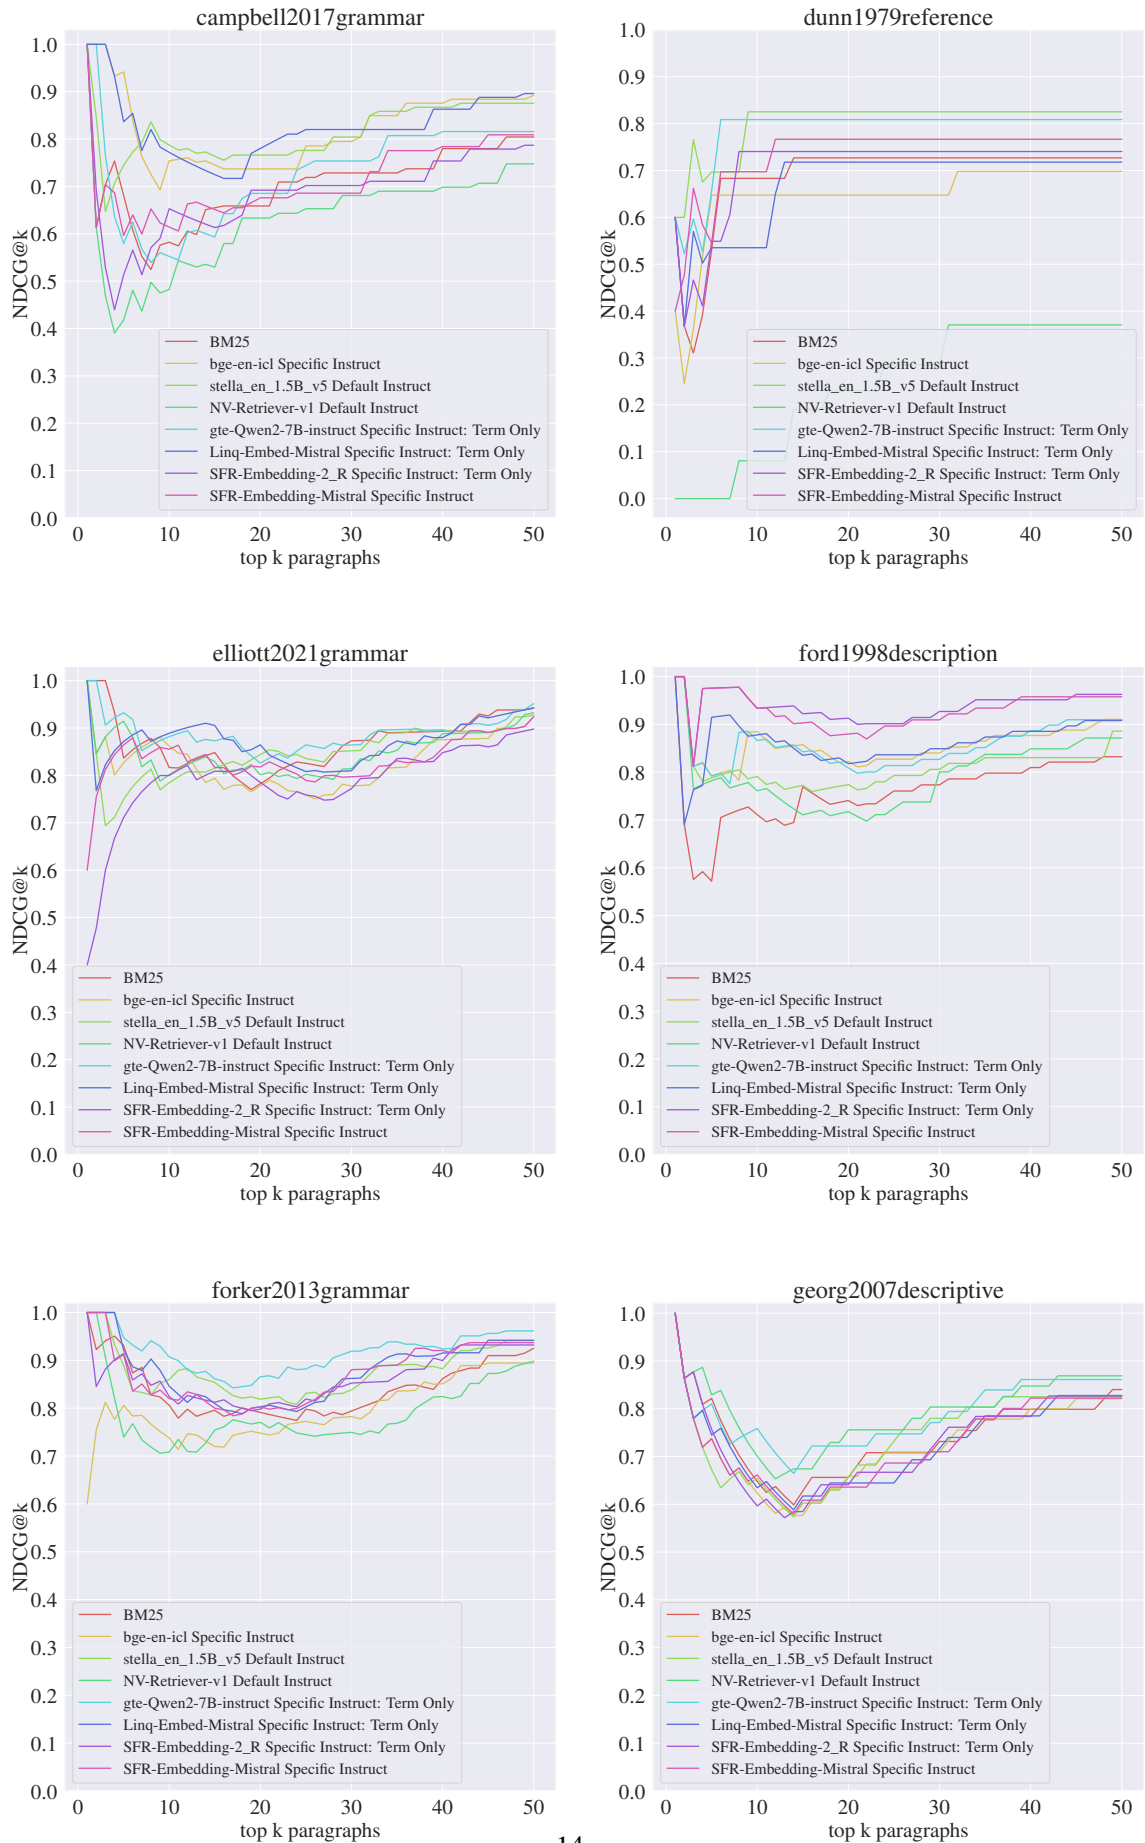 campbell2017grammar
NDCG@k
1.0
0.9
0.8
0.7
0.6
0.5
0.4
0.3
0.2
0.1
0.0
BM25
bge-en-icl Specific Instruct
stella_en_1.5B_v5 Default Instruct
NV-Retriever-v1 Default Instruct
gte-Qwen2-7B-instruct Specific Instruct: Term Only
Linq-Embed-Mistral Specific Instruct: Term Only
SFR-Embedding-2_R Specific Instruct: Term Only
SFR-Embedding-Mistral Specific Instruct
0 10 20 30 40 50
top k paragraphs
dunn1979reference
NDCG@k
1.0
0.9
0.8
0.7
0.6
0.5
0.4
0.3
0.2
0.1
0.0
BM25
bge-en-icl Specific Instruct
stella_en_1.5B_v5 Default Instruct
NV-Retriever-v1 Default Instruct
gte-Qwen2-7B-instruct Specific Instruct: Term Only
Linq-Embed-Mistral Specific Instruct: Term Only
SFR-Embedding-2_R Specific Instruct: Term Only
SFR-Embedding-Mistral Specific Instruct
0 10 20 30 40 50
top k paragraphs
elliott2021grammar
NDCG@k
1.0
0.9
0.8
0.7
0.6
0.5
0.4
0.3
0.2
0.1
0.0
BM25
bge-en-icl Specific Instruct
stella_en_1.5B_v5 Default Instruct
NV-Retriever-v1 Default Instruct
gte-Qwen2-7B-instruct Specific Instruct: Term Only
Linq-Embed-Mistral Specific Instruct: Term Only
SFR-Embedding-2_R Specific Instruct: Term Only
SFR-Embedding-Mistral Specific Instruct
0 10 20 30 40 50
top k paragraphs
ford1998description
NDCG@k
1.0
0.9
0.8
0.7
0.6
0.5
0.4
0.3
0.2
0.1
0.0
BM25
bge-en-icl Specific Instruct
stella_en_1.5B_v5 Default Instruct
NV-Retriever-v1 Default Instruct
gte-Qwen2-7B-instruct Specific Instruct: Term Only
Linq-Embed-Mistral Specific Instruct: Term Only
SFR-Embedding-2_R Specific Instruct: Term Only
SFR-Embedding-Mistral Specific Instruct
0 10 20 30 40 50
top k paragraphs
forker2013grammar
NDCG@k
1.0
0.9
0.8
0.7
0.6
0.5
0.4
0.3
0.2
0.1
0.0
BM25
bge-en-icl Specific Instruct
stella_en_1.5B_v5 Default Instruct
NV-Retriever-v1 Default Instruct
gte-Qwen2-7B-instruct Specific Instruct: Term Only
Linq-Embed-Mistral Specific Instruct: Term Only
SFR-Embedding-2_R Specific Instruct: Term Only
SFR-Embedding-Mistral Specific Instruct
0 10 20 30 40 50
top k paragraphs
georg2007descriptive
NDCG@k
1.0
0.9
0.8
0.7
0.6
0.5
0.4
0.3
0.2
0.1
0.0
BM25
bge-en-icl Specific Instruct
stella_en_1.5B_v5 Default Instruct
NV-Retriever-v1 Default Instruct
gte-Qwen2-7B-instruct Specific Instruct: Term Only
Linq-Embed-Mistral Specific Instruct: Term Only
SFR-Embedding-2_R Specific Instruct: Term Only
SFR-Embedding-Mistral Specific Instruct
0 10 20 30 40 50
top k paragraphs
14